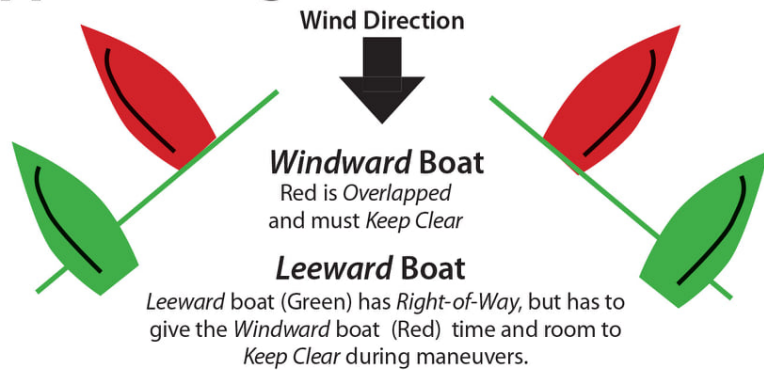 Wind Direction
Windward Boat
Red is Overlapped
and must Keep Clear
Leeward Boat
Leeward boat (Green) has Right-of-Way, but has to
give the Windward boat (Red) time and room to
Keep Clear during maneuvers.